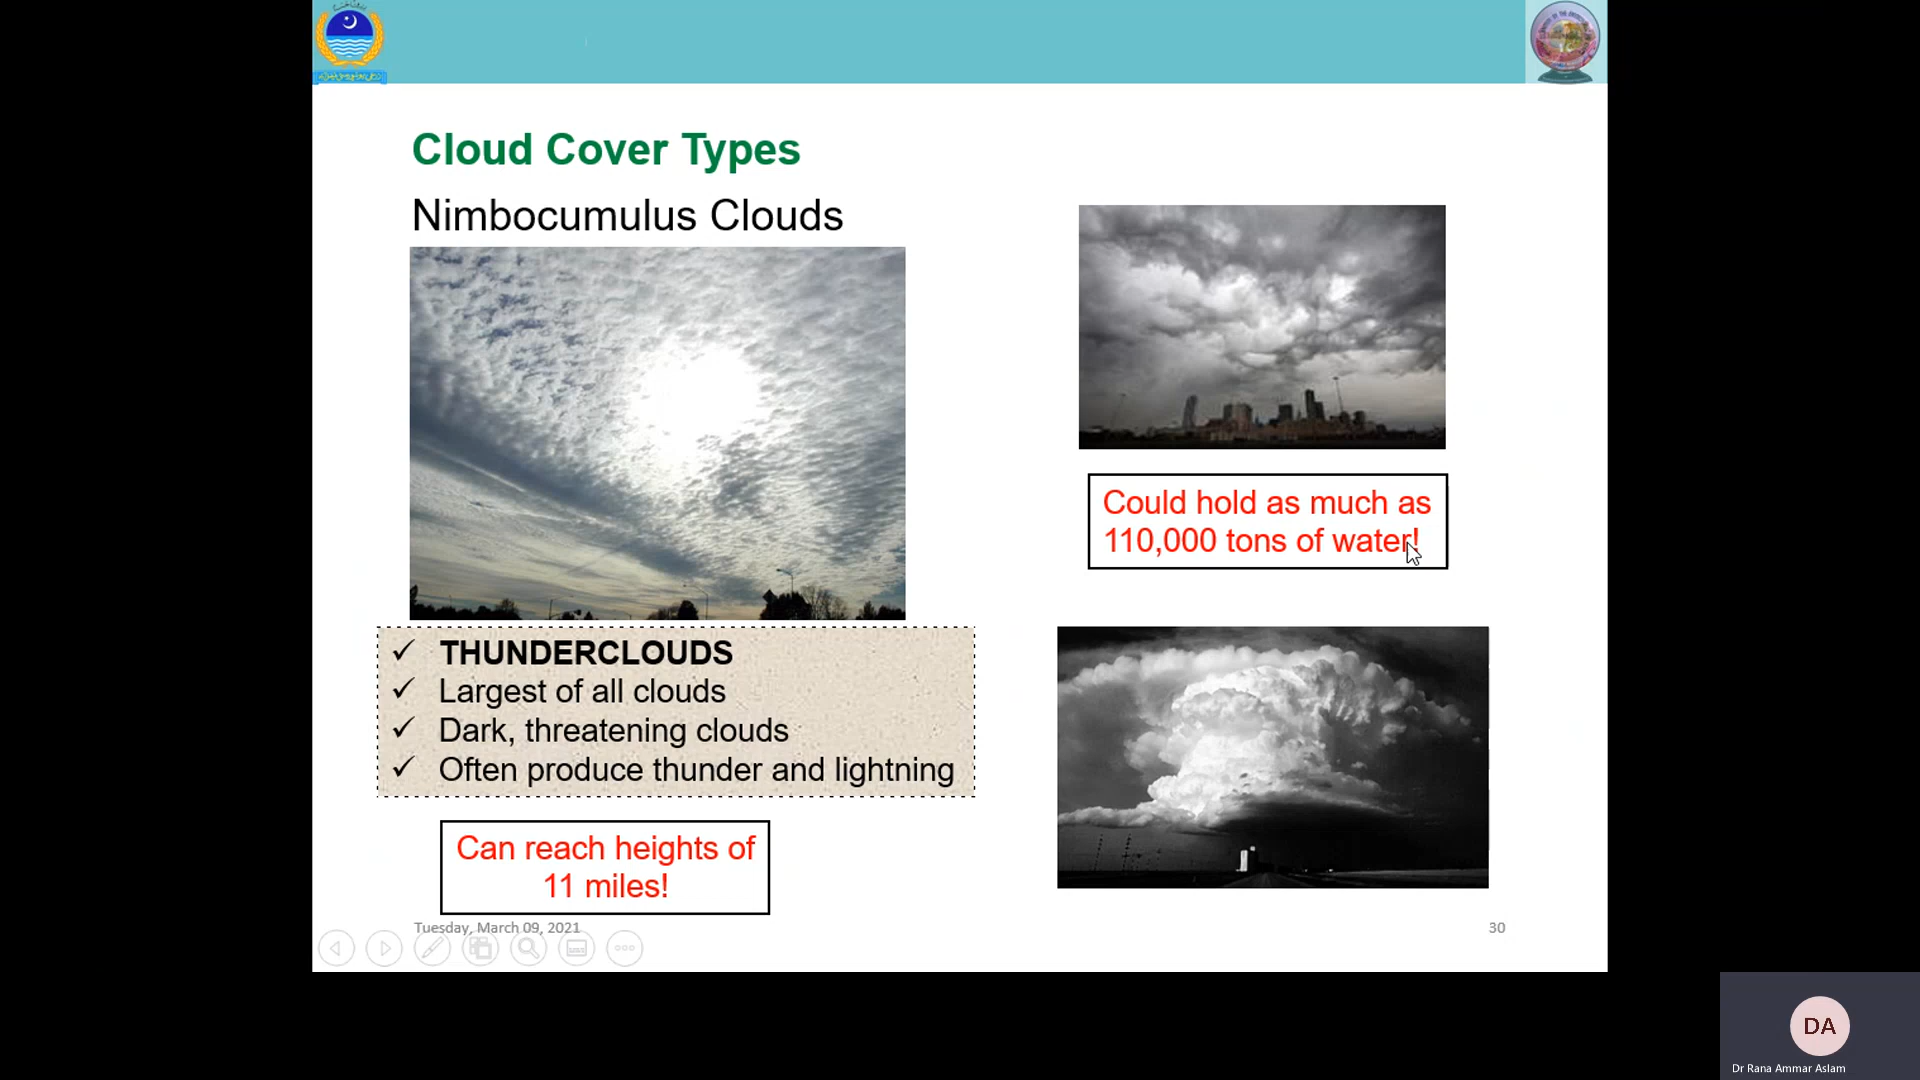 Cloud Cover Types
Nimbocumulus Clouds
Could hold as much as
110,000 tons of water!
✓ THUNDERCLOUDS
✓ Largest of all clouds
✓ Dark, threatening clouds
✓ Often produce thunder and lightning
Can reach heights of
11 miles!
Tuesday, March 09, 2021
30
DA
Dr Rana Ammar Aslam